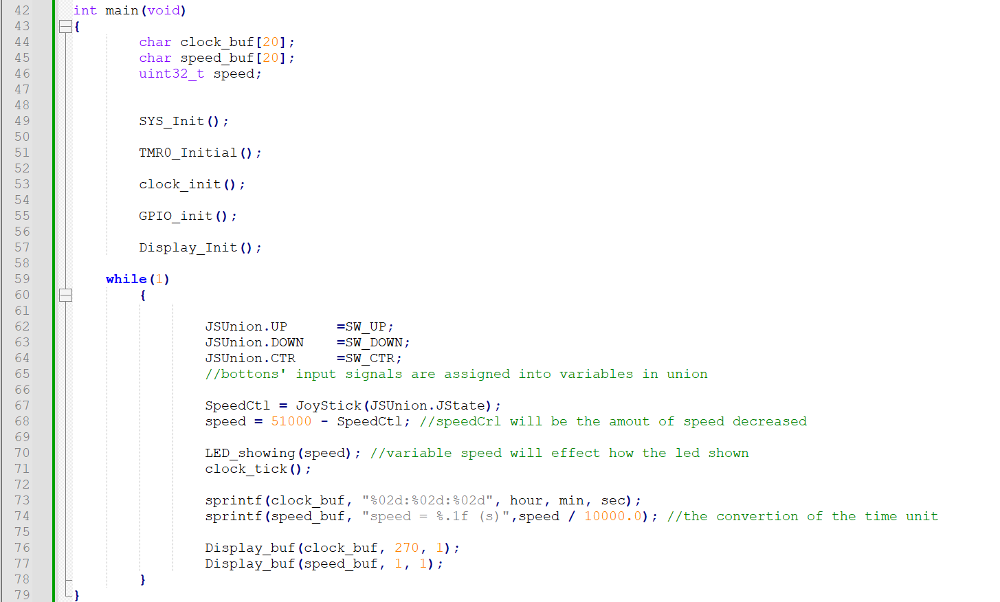 42 int main(void)
43 {
44 char clock_buf[20];
45 char speed_buf[20];
46 uint32_t speed;
47
48
49 SYS_Init();
50
51 TMR0_Initial();
52
53 clock_init();
54
55 GPIO_init();
56
57 Display_Init();
58
59 while(1)
60 {
61
62 JSUnion.UP =SW_UP;
63 JSUnion.DOWN =SW_DOWN;
64 JSUnion.CTR =SW_CTR;
65 //bottons' input signals are assigned into variables in union
66
67 SpeedCtl = JoyStick(JSUnion.JState);
68 speed = 51000 - SpeedCtl; //speedCrl will be the amout of speed decreased
69
70 LED_showing(speed); //variable speed will effect how the led shown
71 clock_tick();
72
73 sprintf(clock_buf, "%02d:%02d:%02d", hour, min, sec);
74 sprintf(speed_buf, "speed = %.1f (s)",speed / 10000.0); //the convertion of the time unit
75
76 Display_buf(clock_buf, 270, 1);
77 Display_buf(speed_buf, 1, 1);
78 }
79 }